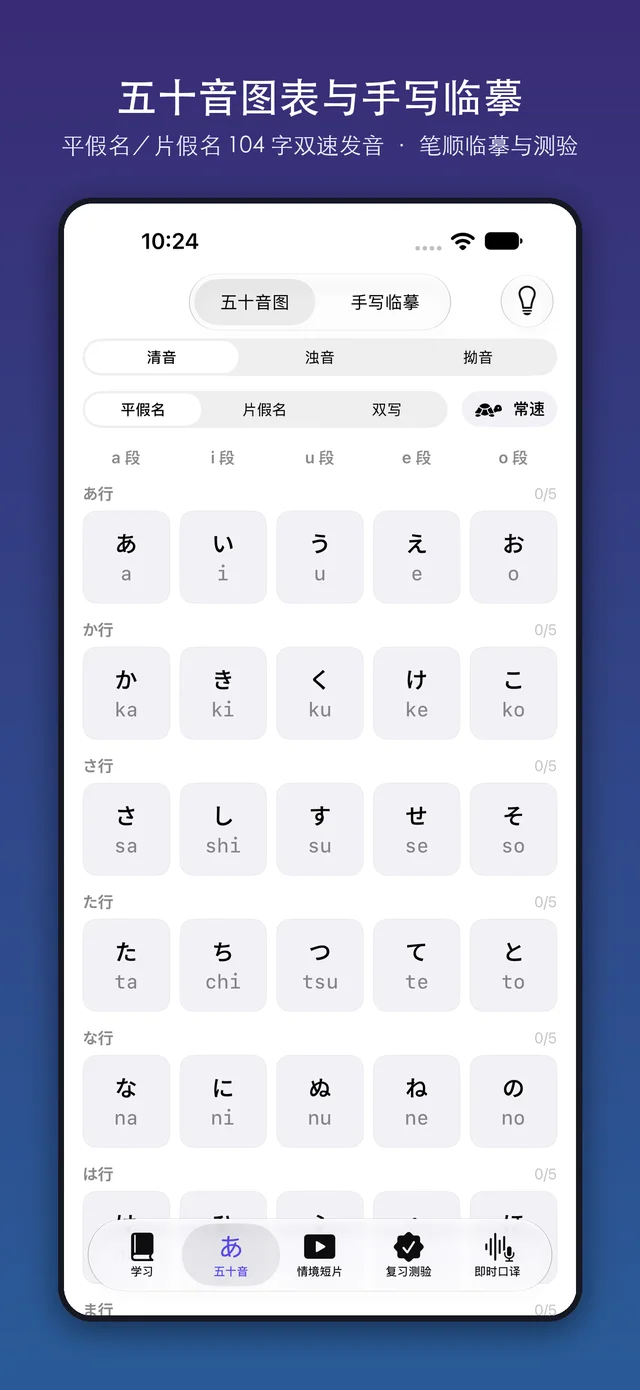 五十音图表与手写临摹
平假名／片假名 104 字双速发音 · 笔顺临摹与测验
10:24
五十音图 手写临摹
清音 浊音 拗音
平假名 片假名 双写 常速
a 段 i 段 u 段 e 段 o 段
あ行 0/5
あ い う え お
a i u e o
か行 0/5
か き く け こ
ka ki ku ke ko
さ行 0/5
さ し す せ そ
sa shi su se so
た行 0/5
た ち つ て と
ta chi tsu te to
な行 0/5
な に ぬ ね の
na ni nu ne no
は行 0/5
あ
学习 五十音 情境短片 复习测验 即时口译
ま行 0/5